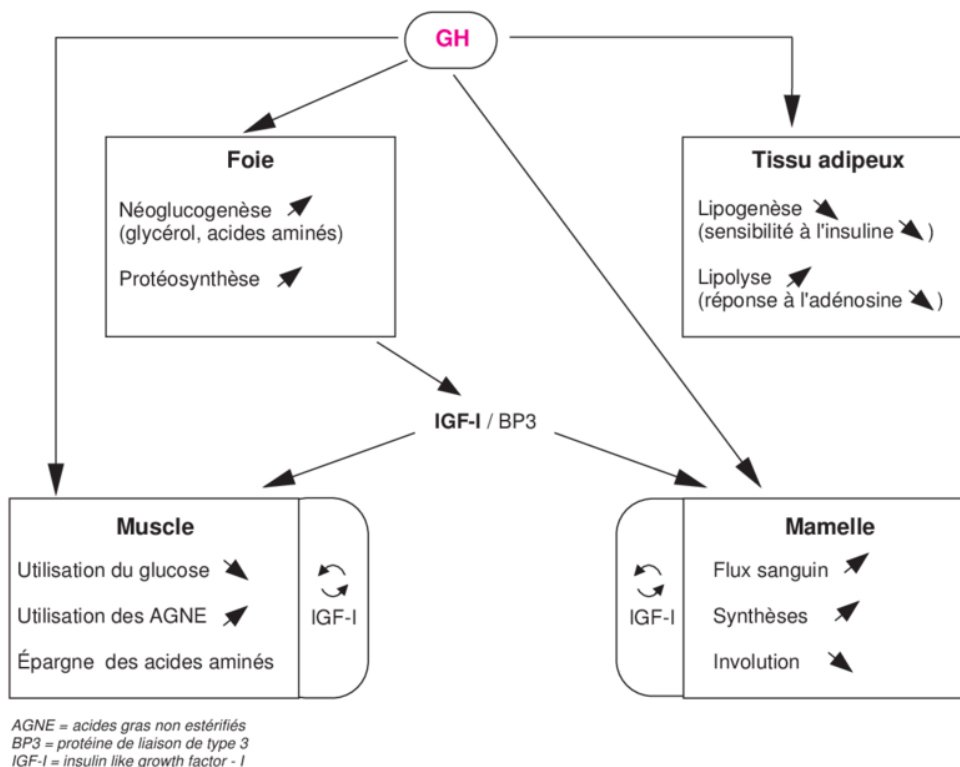 GH
Foie
Néoglucogenèse
(glycérol, acides aminés)
Protéosynthèse
Tissu adipeux
Lipogenèse
(sensibilité à l'insuline )
Lipolyse
(réponse à l'adénosine )
IGF-I / BP3
Muscle
Utilisation du glucose
Utilisation des AGNE
Épargne des acides aminés
IGF-I
IGF-I
Mamelle
Flux sanguin
Synthèses
Involution
AGNE = acides gras non estérifiés
BP3 = protéine de liaison de type 3
IGF-I = insulin like growth factor - I